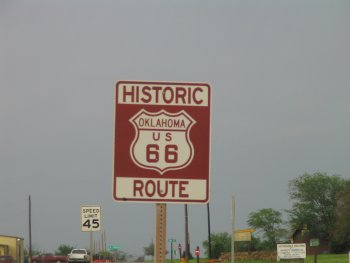 HISTORIC
OKLAHOMA
US
66
ROUTE
SPEED
LIMIT
45